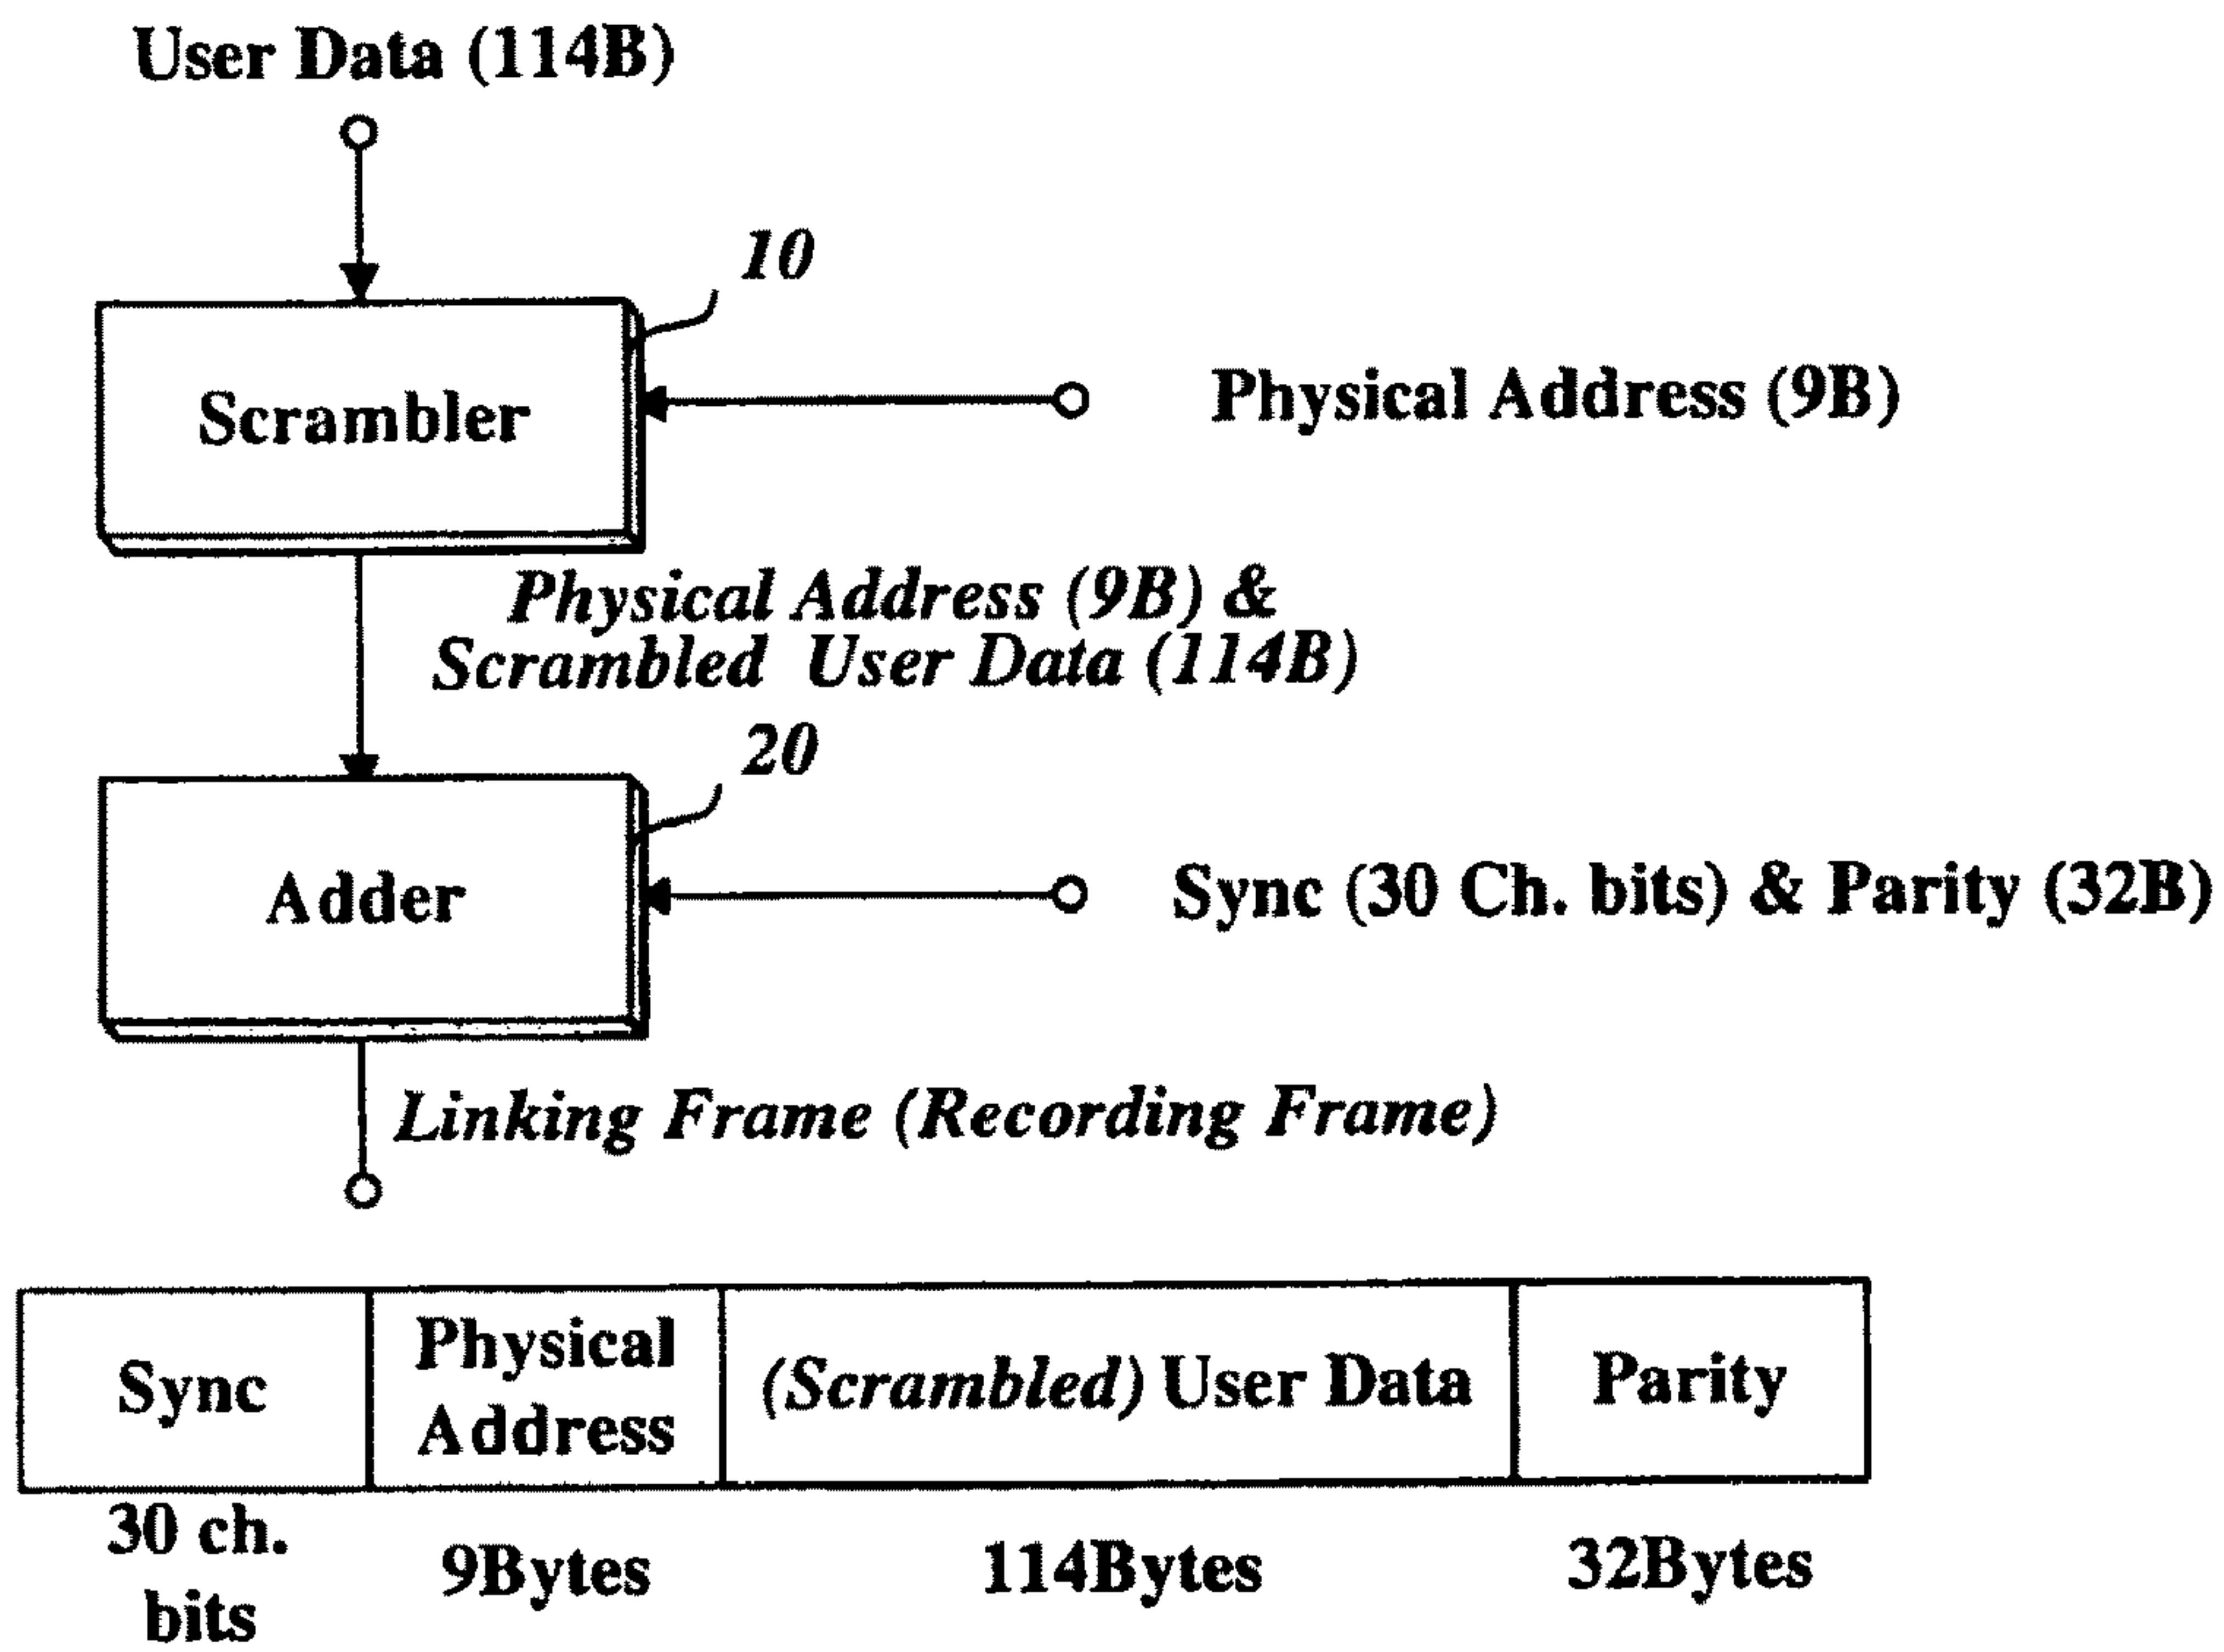 User Data (114B)
10
Scrambler
Physical Address (9B)
Physical Address (9B) &
Scrambled User Data (114B)
20
Adder
Sync (30 Ch. bits) & Parity (32B)
Linking Frame (Recording Frame)
Sync
Physical
Address
(Scrambled) User Data
Parity
30 ch.
bits
9Bytes
114Bytes
32Bytes